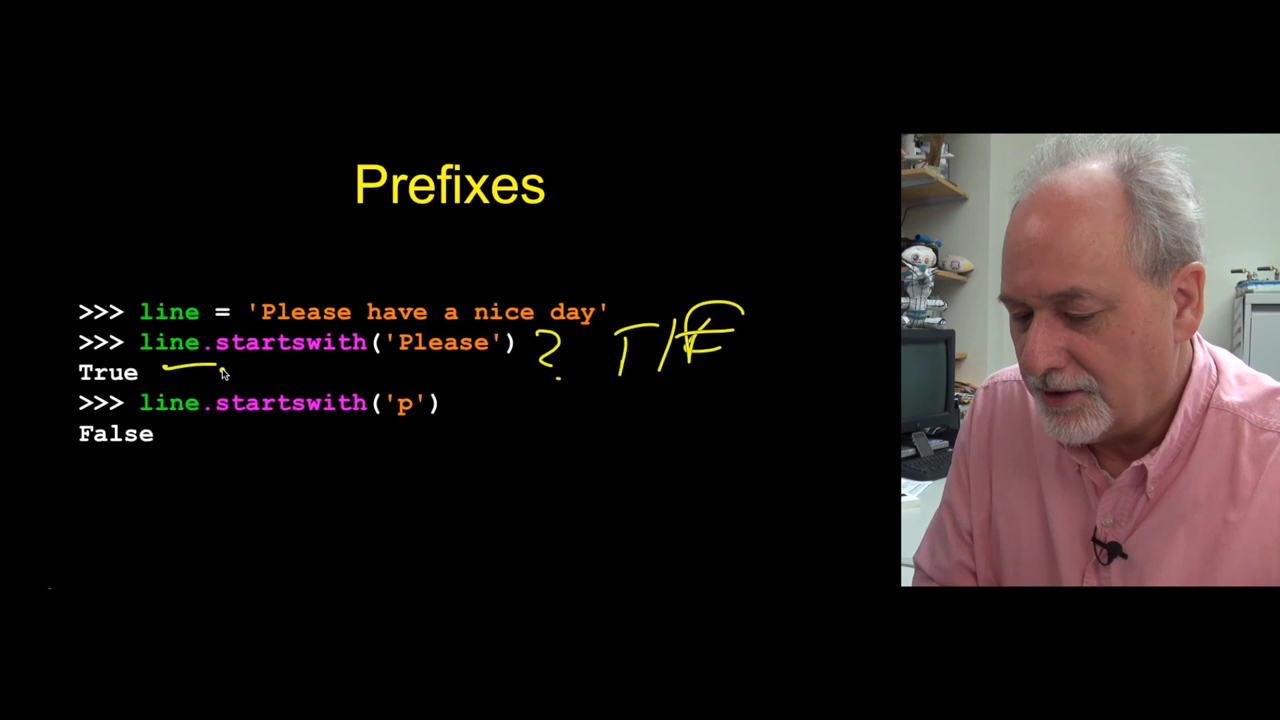 Prefixes
>>> line = 'Please have a nice day'
>>> line.startswith('Please') ? T/F
True
>>> line.startswith('p')
False